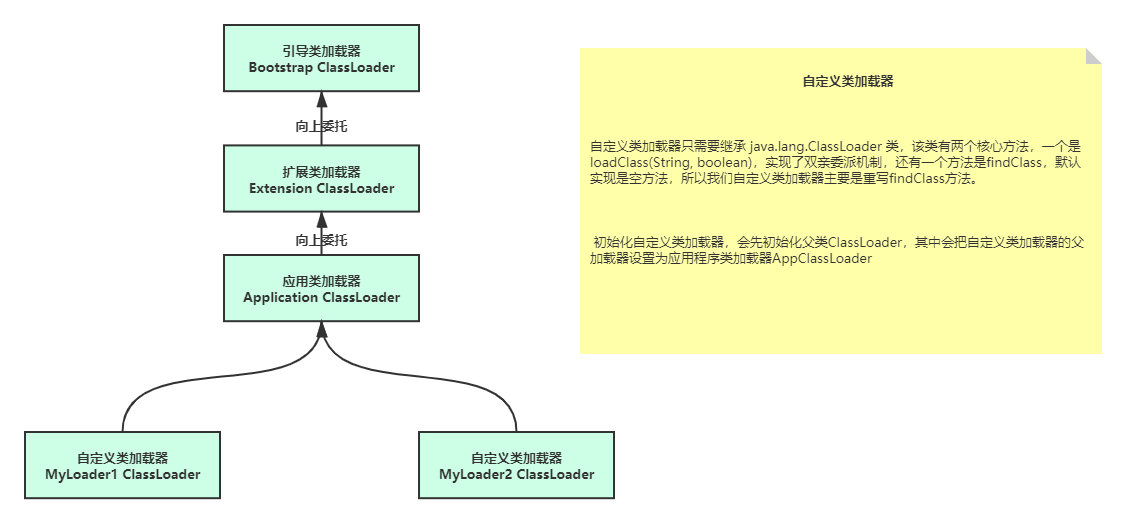 引导类加载器
Bootstrap ClassLoader
向上委托
扩展类加载器
Extension ClassLoader
向上委托
应用类加载器
Application ClassLoader
自定义类加载器
MyLoader1 ClassLoader
自定义类加载器
MyLoader2 ClassLoader
自定义类加载器
自定义类加载器只需要继承 java.lang.ClassLoader 类，该类有两个核心方法，一个是
loadClass(String, boolean)，实现了双亲委派机制，还有一个方法是findClass，默认
实现是空方法，所以我们自定义类加载器主要是重写findClass方法。
初始化自定义类加载器，会先初始化父类ClassLoader，其中会把自定义类加载器的父
加载器设置为应用程序类加载器AppClassLoader